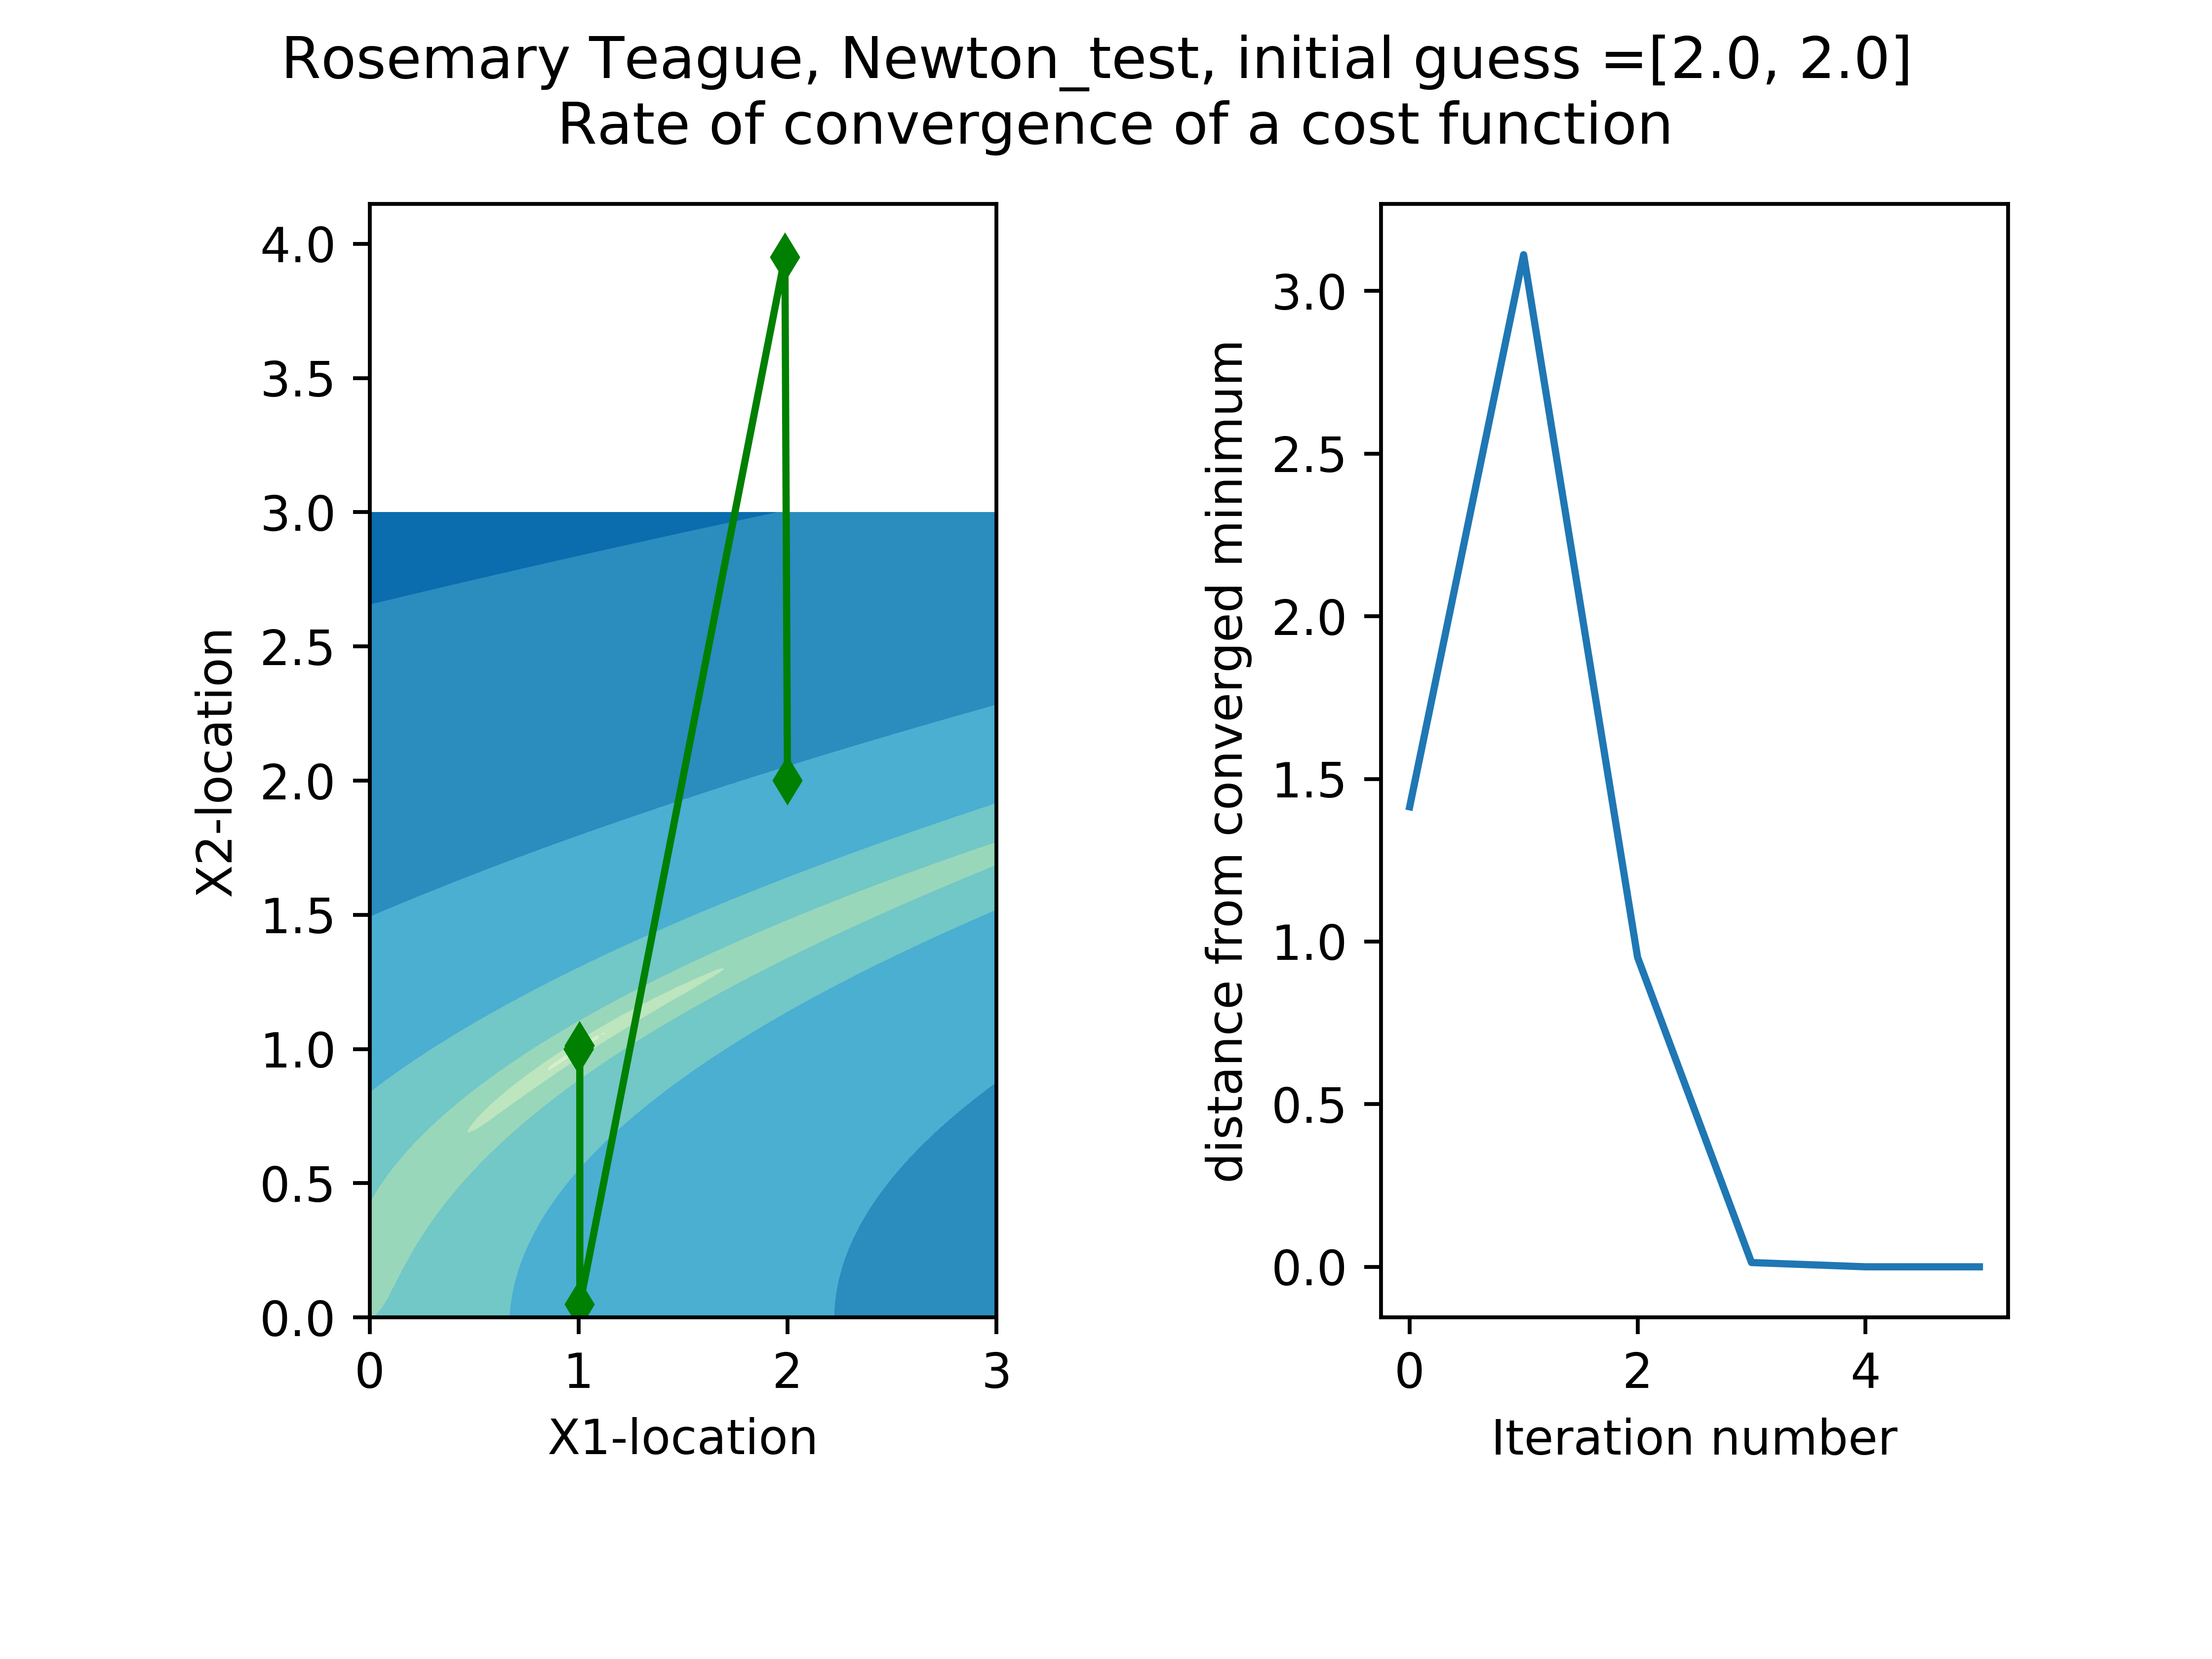 Rosemary Teague, Newton_test, initial guess =[2.0, 2.0]
Rate of convergence of a cost function
4.0
3.5
3.0
2.5
2.0
1.5
1.0
0.5
0.0
X2-location
0 1 2 3
X1-location
3.0
2.5
2.0
1.5
1.0
0.5
0.0
distance from converged minimum
0 2 4
Iteration number